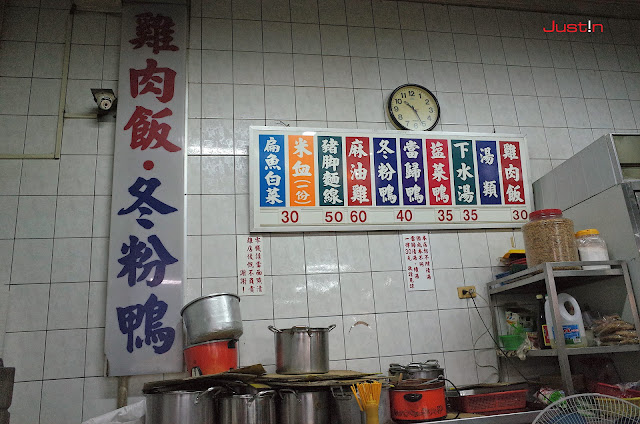 Just!n
雞肉飯・冬粉鴨
雞肉飯
湯類
下水湯
菰菜鴨
當歸鴨
冬粉鴨
麻油雞
豬腳麵線
米血(一份)
扁魚白菜
30 50 60 40 35 35 30